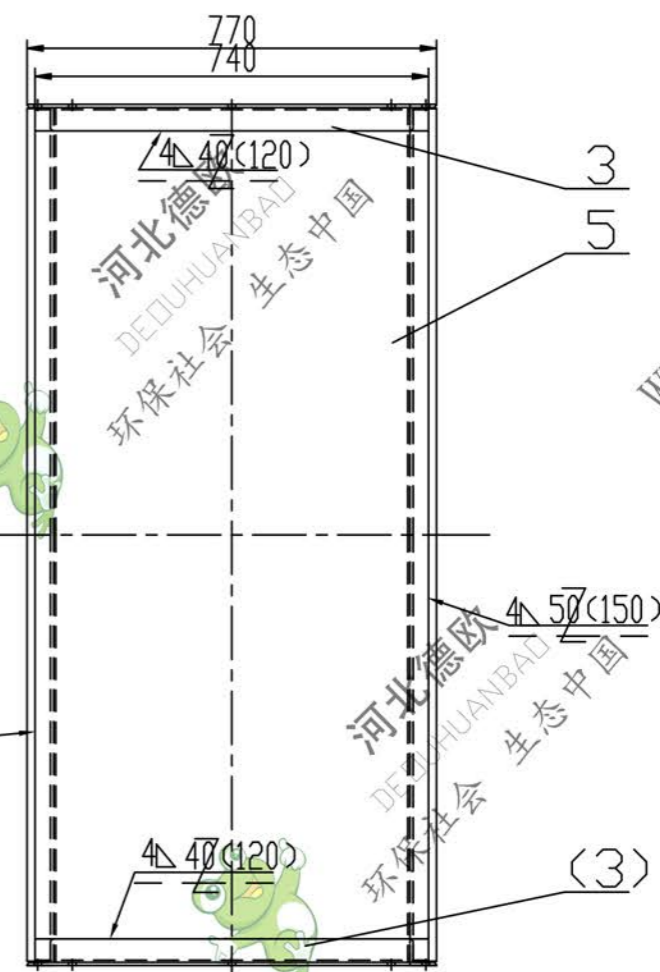 770
740
4 40(120)
3
5
河北德欧
DEOUHUANBAO
环保社会 生态中国
W
4 50(150)
河北德欧
DEOUHUANBAO
环保社会 生态中国
4 40(120)
(3)